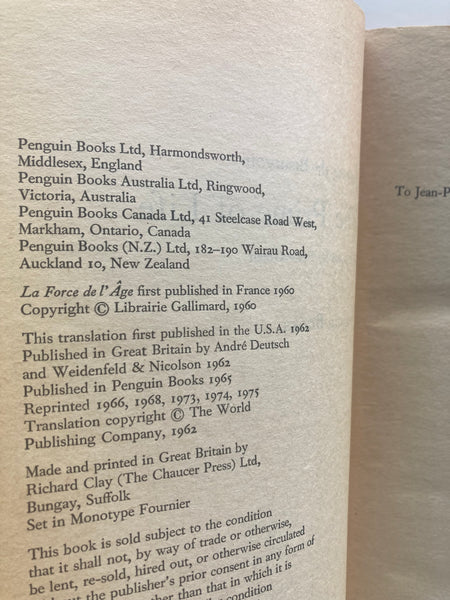 Penguin Books Ltd, Harmondsworth,
Middlesex, England
Penguin Books Australia Ltd, Ringwood,
Victoria, Australia
Penguin Books Canada Ltd, 41 Steelcase Road West,
Markham, Ontario, Canada
Penguin Books (N.Z.) Ltd, 182–190 Wairau Road,
Auckland 10, New Zealand
La Force de l'Âge first published in France 1960
Copyright © Librairie Gallimard, 1960
This translation first published in the U.S.A. 1962
Published in Great Britain by André Deutsch
and Weidenfeld & Nicolson 1962
Published in Penguin Books 1965
Reprinted 1966, 1968, 1973, 1974, 1975
Translation copyright © The World
Publishing Company, 1962
Made and printed in Great Britain by
Richard Clay (The Chaucer Press) Ltd,
Bungay, Suffolk
Set in Monotype Fournier
This book is sold subject to the condition
that it shall not, by way of trade or otherwise,
be lent, re-sold, hired out, or otherwise circulated
the publisher's prior consent in any form of
than that in which it is
condition
To Jean-P